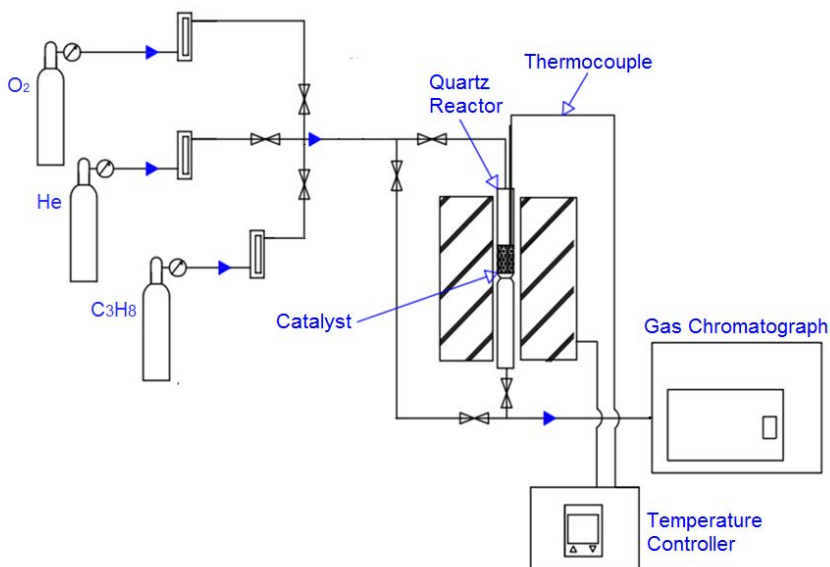 O2
He
C3H8
Quartz
Reactor
Thermocouple
Catalyst
Gas Chromatograph
Temperature
Controller